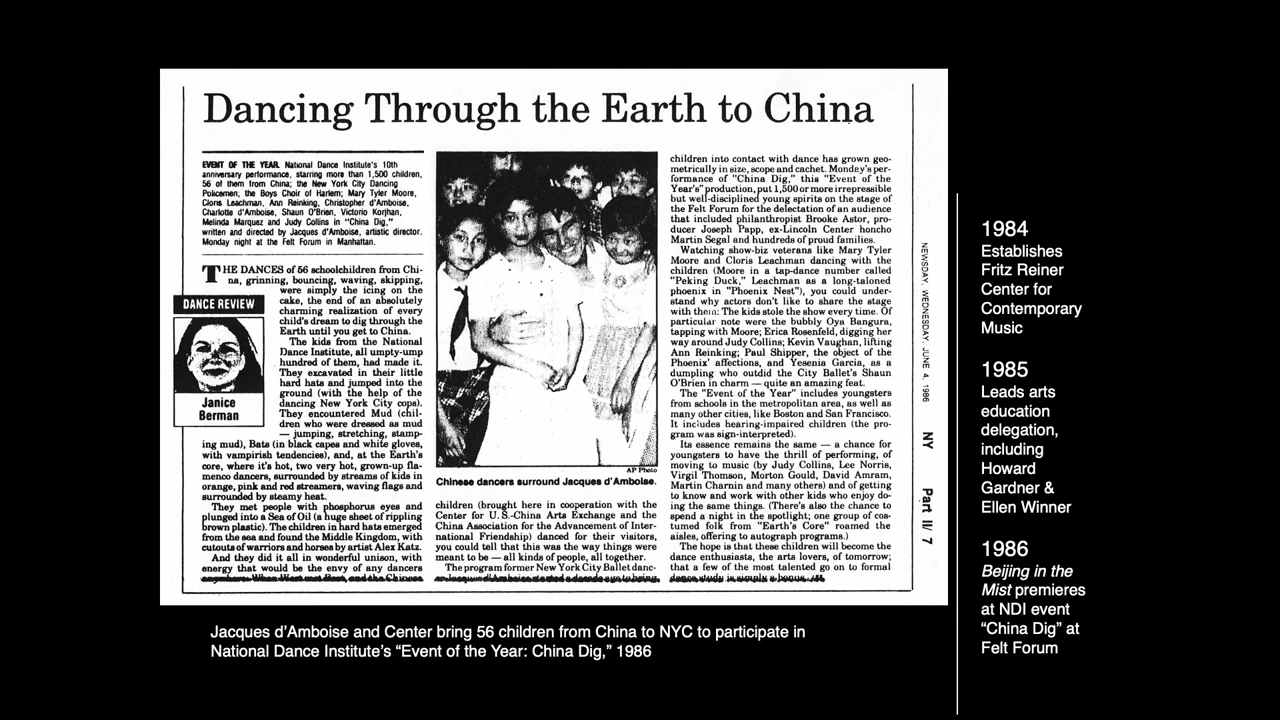 Dancing Through the Earth to China
EVENT OF THE YEAR. National Dance Institute's 10th
anniversary performance, starring more than 1,500 children,
56 of them from China; the New York City Dancing
Policemen; the Boys Choir of Harlem; Mary Tyler Moore,
Cloris Leachman, Ann Reinking, Christopher d'Amboise,
Charlotte d'Amboise, Shaun O'Brien, Victorio Korjhan,
Melinda Marquez and Judy Collins in "China Dig,"
written and directed by Jacques d'Amboise, artistic director.
Monday night at the Felt Forum in Manhattan.
THE DANCES of 56 schoolchildren from Chi-
na, grinning, bouncing, waving, skipping,
were simply the icing on the
cake, the end of an absolutely
charming realization of every
child's dream to dig through the
Earth until you get to China.
The kids from the National
Dance Institute, all umpty-ump
hundred of them, had made it.
They excavated in their little
hard hats and jumped into the
ground (with the help of the
dancing New York City cops).
They encountered Mud (chil-
dren who were dressed as mud
— jumping, stretching, stamp-
ing mud), Bats (in black capes and white gloves,
with vampirish tendencies), and, at the Earth's
core, where it's hot, two very hot, grown-up fla-
menco dancers, surrounded by streams of kids in
orange, pink and red streamers, waving flags and
surrounded by steamy heat.
They met people with phosphorus eyes and
plunged into a Sea of Oil (a huge sheet of rippling
brown plastic). The children in hard hats emerged
from the sea and found the Middle Kingdom, with
cutouts of warriors and horses by artist Alex Katz.
And they did it all in wonderful unison, with
energy that would be the envy of any dancers
anywhere. When West met East, and the Chinese
DANCE REVIEW
Janice
Berman
AP Photo
Chinese dancers surround Jacques d'Amboise.
children (brought here in cooperation with the
Center for U.S.-China Arts Exchange and the
China Association for the Advancement of Inter-
national Friendship) danced for their visitors,
you could tell that this was the way things were
meant to be — all kinds of people, all together.
The program former New York City Ballet danc-
er Jacques d'Amboise started a decade ago to bring
children into contact with dance has grown geo-
metrically in size, scope and cachet. Monday's per-
formance of "China Dig," this "Event of the
Year's" production, put 1,500 or more irrepressible
but well-disciplined young spirits on the stage of
the Felt Forum for the delectation of an audience
that included philanthropist Brooke Astor, pro-
ducer Joseph Papp, ex-Lincoln Center honcho
Martin Segal and hundreds of proud families.
Watching show-biz veterans like Mary Tyler
Moore and Cloris Leachman dancing with the
children (Moore in a tap-dance number called
"Peking Duck," Leachman as a long-taloned
phoenix in "Phoenix Nest"), you could under-
stand why actors don't like to share the stage
with them: The kids stole the show every time. Of
particular note were the bubbly Oya Bangura,
tapping with Moore; Erica Rosenfeld, digging her
way around Judy Collins; Kevin Vaughan, lifting
Ann Reinking; Paul Shipper, the object of the
Phoenix' affections, and Yesenia Garcia, as a
dumpling who outdid the City Ballet's Shaun
O'Brien in charm — quite an amazing feat.
The "Event of the Year" includes youngsters
from schools in the metropolitan area, as well as
many other cities, like Boston and San Francisco.
It includes hearing-impaired children (the pro-
gram was sign-interpreted).
Its essence remains the same — a chance for
youngsters to have the thrill of performing, of
moving to music (by Judy Collins, Lee Norris,
Virgil Thomson, Morton Gould, David Amram,
Martin Charnin and many others) and of getting
to know and work with other kids who enjoy do-
ing the same things. (There's also the chance to
spend a night in the spotlight; one group of cos-
tumed folk from "Earth's Core" roamed the
aisles, offering to autograph programs.)
The hope is that these children will become the
dance enthusiasts, the arts lovers, of tomorrow;
that a few of the most talented go on to formal
dance study is simply a bonus.
NEWSDAY, WEDNESDAY, JUNE 4, 1986
NY
Part II / 7
Jacques d'Amboise and Center bring 56 children from China to NYC to participate in
National Dance Institute's "Event of the Year: China Dig," 1986
1984
Establishes
Fritz Reiner
Center for
Contemporary
Music
1985
Leads arts
education
delegation,
including
Howard
Gardner &
Ellen Winner
1986
Beijing in the
Mist premieres
at NDI event
“China Dig” at
Felt Forum